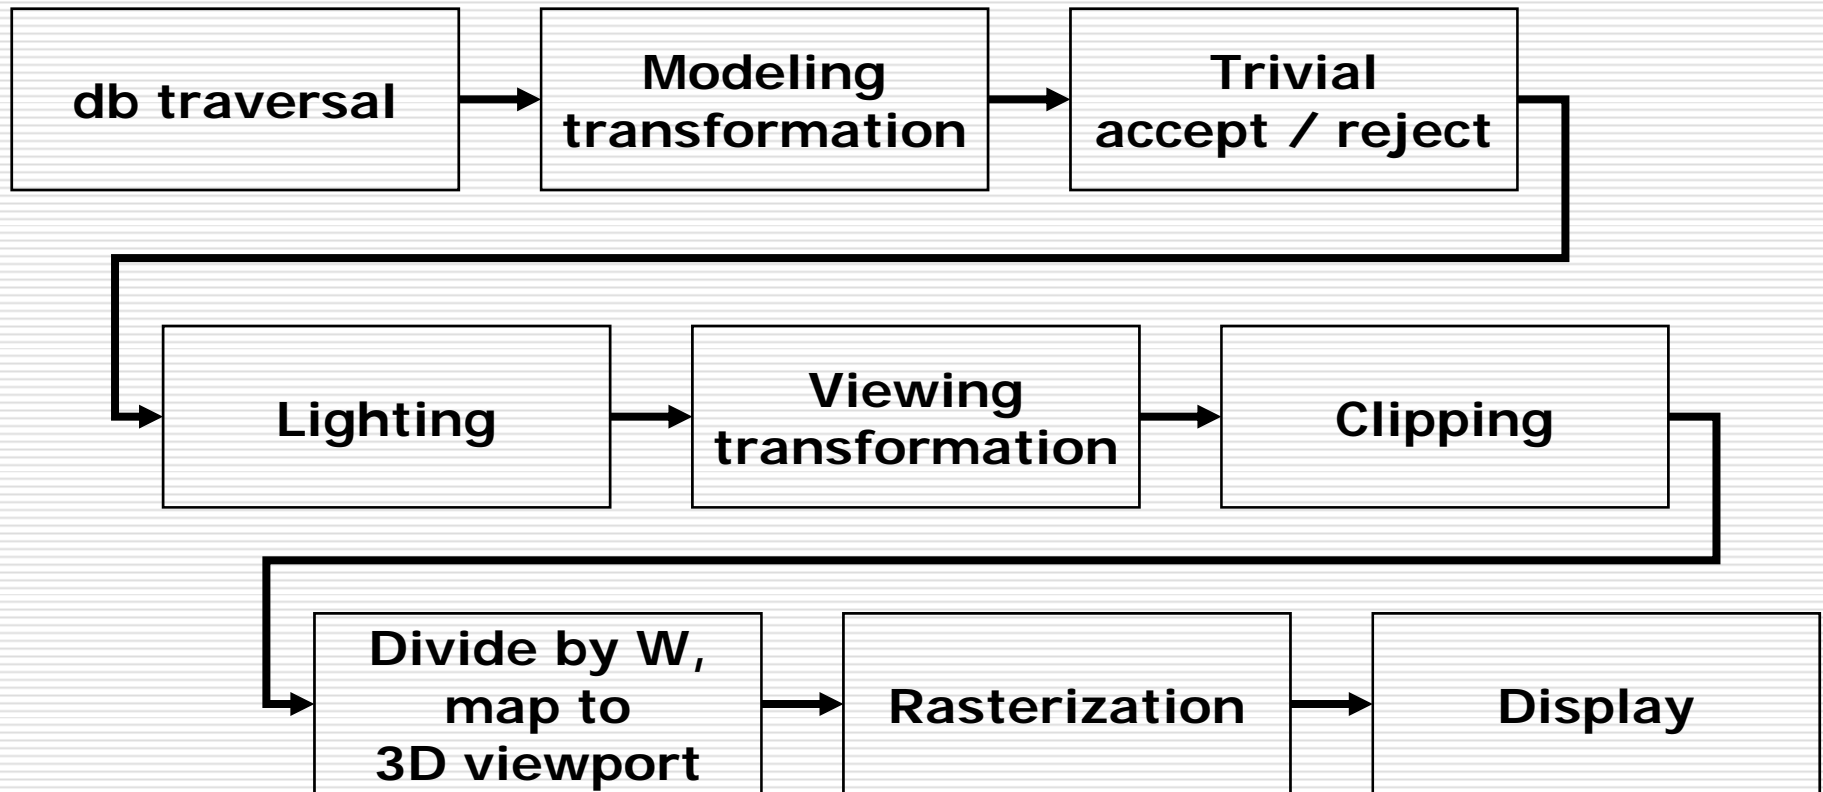 db traversal
Modeling
transformation
Trivial
accept / reject
Lighting
Viewing
transformation
Clipping
Divide by W,
map to
3D viewport
Rasterization
Display